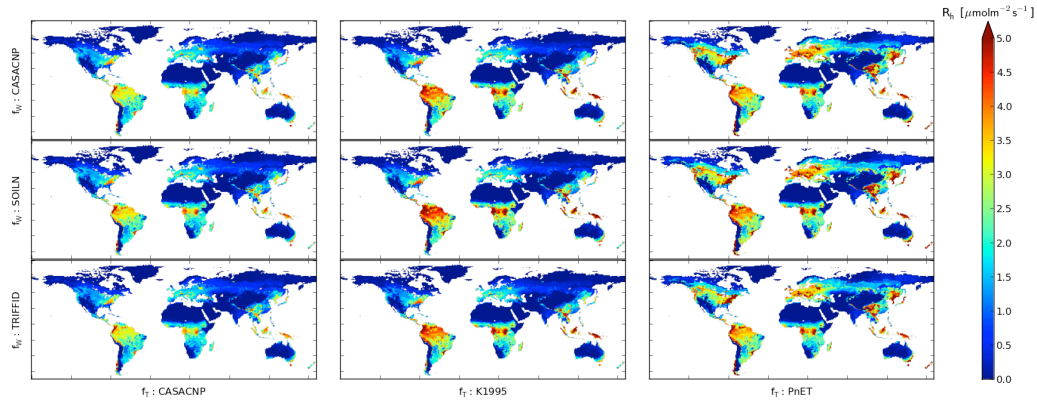 R_h [μmolm⁻²s⁻¹]
5.0
4.5
4.0
3.5
3.0
2.5
2.0
1.5
1.0
0.5
0.0
f_W : CASACNP
f_W : SOILN
f_W : TRIFFID
f_T : CASACNP
f_T : K1995
f_T : PnET